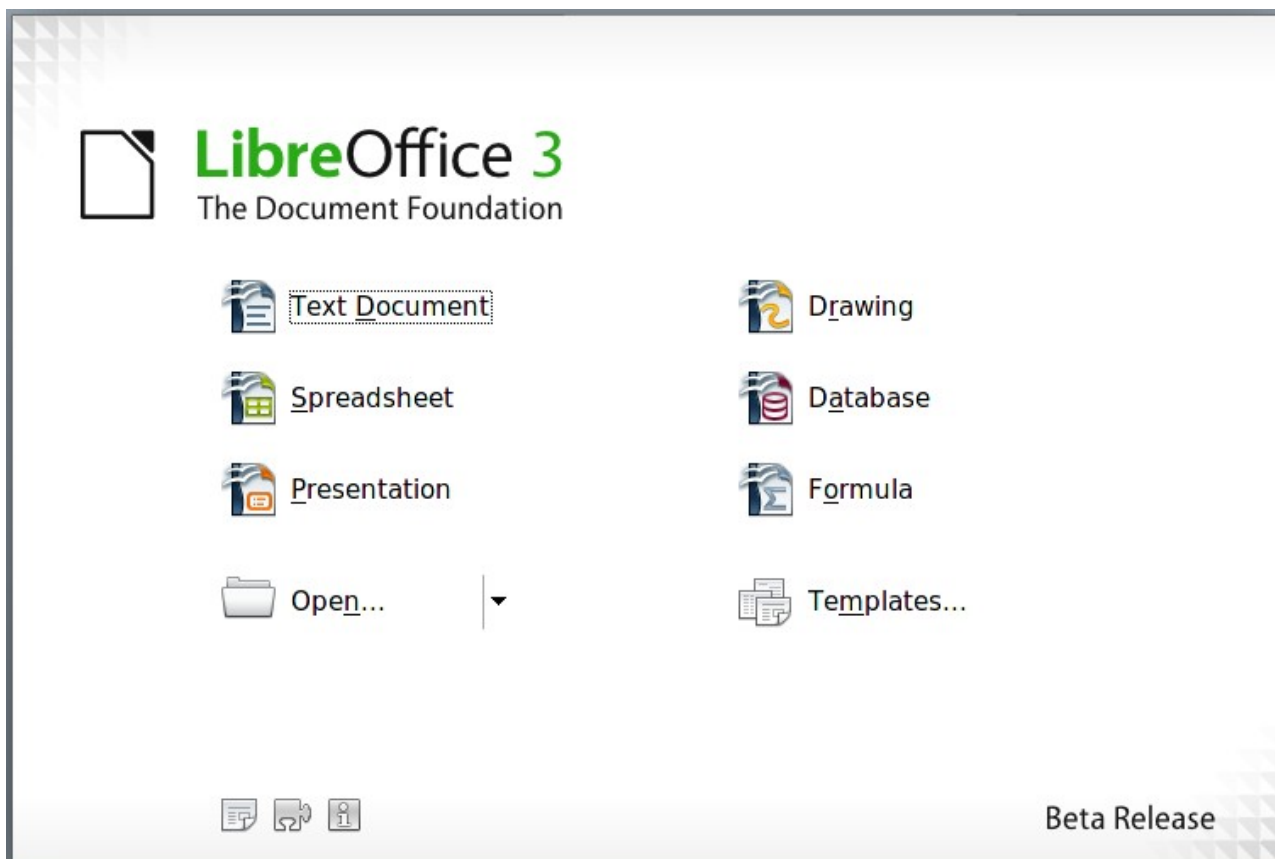 LibreOffice 3
The Document Foundation
Text Document
Drawing
Spreadsheet
Database
Presentation
Formula
Open...
Templates...
Beta Release